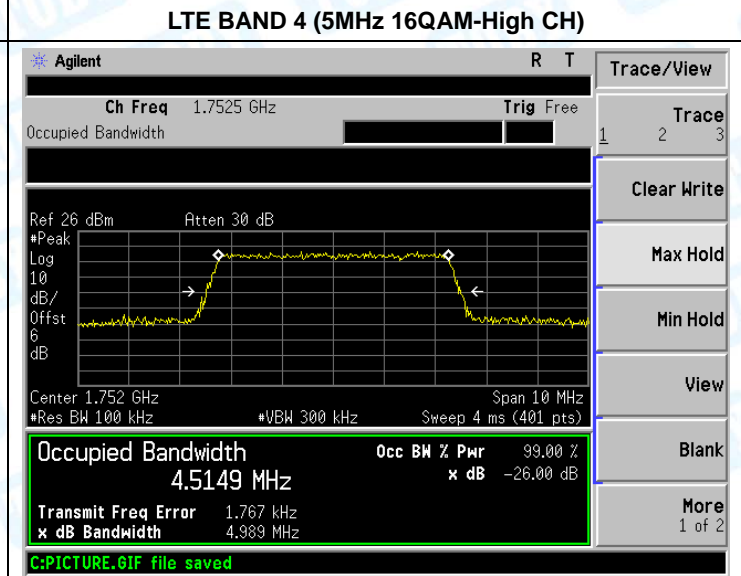 LTE BAND 4 (5MHz 16QAM-High CH)
Agilent R T
Trace/View
Ch Freq 1.7525 GHz Trig Free
Occupied Bandwidth
Trace
1 2 3
Clear Write
Ref 26 dBm Atten 30 dB
#Peak
Log
10
dB/
Offst
6
dB
Max Hold
Min Hold
View
Center 1.752 GHz Span 10 MHz
#Res BW 100 kHz #VBW 300 kHz Sweep 4 ms (401 pts)
Occupied Bandwidth Occ BW % Pwr 99.00 %
4.5149 MHz x dB -26.00 dB
Blank
Transmit Freq Error 1.767 kHz
x dB Bandwidth 4.989 MHz
More
1 of 2
C:PICTURE.GIF file saved